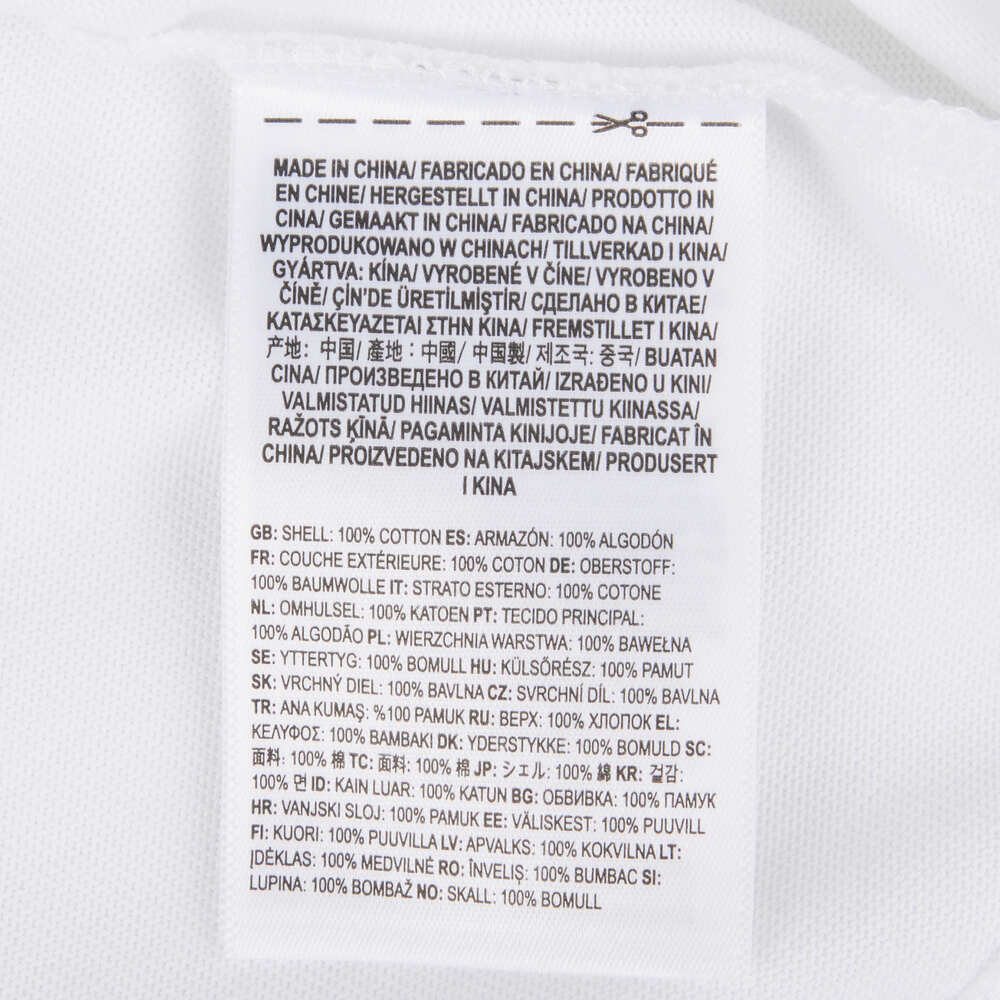 MADE IN CHINA/ FABRICADO EN CHINA/ FABRIQUÉ
EN CHINE/ HERGESTELLT IN CHINA/ PRODOTTO IN
CINA/ GEMAAKT IN CHINA/ FABRICADO NA CHINA/
WYPRODUKOWANO W CHINACH/ TILLVERKAD I KINA/
GYÁRTVA: KÍNA/ VYROBENÉ V ČÍNE/ VYROBENO V
ČÍNĚ/ ÇİN'DE ÜRETİLMİŞTİR/ СДЕЛАНО В КИТАЕ/
ΚΑΤΑΣΚΕΥΑΖΕΤΑΙ ΣΤΗΝ ΚΙΝΑ/ FREMSTILLET I KINA/
产地: 中国/ 產地：中國/ 中国製/ 제조국: 중국/ BUATAN
CINA/ ПРОИЗВЕДЕНО В КИТАЙ/ IZRAĐENO U KINI/
VALMISTATUD HIINAS/ VALMISTETTU KIINASSA/
RAŽOTS ĶĪNĀ/ PAGAMINTA KINIJOJE/ FABRICAT ÎN
CHINA/ PROIZVEDENO NA KITAJSKEM/ PRODUSERT
I KINA
GB: SHELL: 100% COTTON ES: ARMAZÓN: 100% ALGODÓN
FR: COUCHE EXTÉRIEURE: 100% COTON DE: OBERSTOFF:
100% BAUMWOLLE IT: STRATO ESTERNO: 100% COTONE
NL: OMHULSEL: 100% KATOEN PT: TECIDO PRINCIPAL:
100% ALGODÃO PL: WIERZCHNIA WARSTWA: 100% BAWEŁNA
SE: YTTERTYG: 100% BOMULL HU: KÜLSŐRÉSZ: 100% PAMUT
SK: VRCHNÝ DIEL: 100% BAVLNA CZ: SVRCHNÍ DÍL: 100% BAVLNA
TR: ANA KUMAŞ: %100 PAMUK RU: ВЕРХ: 100% ХЛОПОК EL:
ΚΕΛΥΦΟΣ: 100% ΒΑΜΒΑΚΙ DK: YDERSTYKKE: 100% BOMULD SC:
面料: 100% 棉 TC: 面料: 100% 棉 JP: シェル: 100% 綿 KR: 겉감:
100% 면 ID: KAIN LUAR: 100% KATUN BG: ОБВИВКА: 100% ПАМУК
HR: VANJSKI SLOJ: 100% PAMUK EE: VÄLISKEST: 100% PUUVILL
FI: KUORI: 100% PUUVILLA LV: APVALKS: 100% KOKVILNA LT:
ĮDĖKLAS: 100% MEDVILNĖ RO: ÎNVELIȘ: 100% BUMBAC SI:
LUPINA: 100% BOMBAŽ NO: SKALL: 100% BOMULL